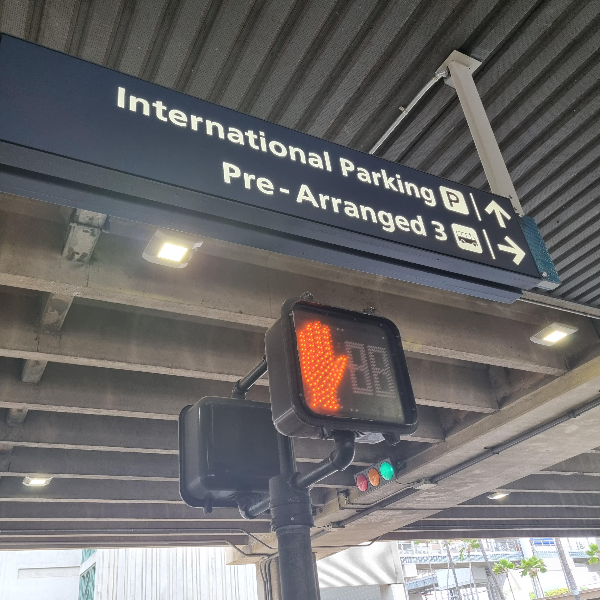 International Parking P
Pre-Arranged 3